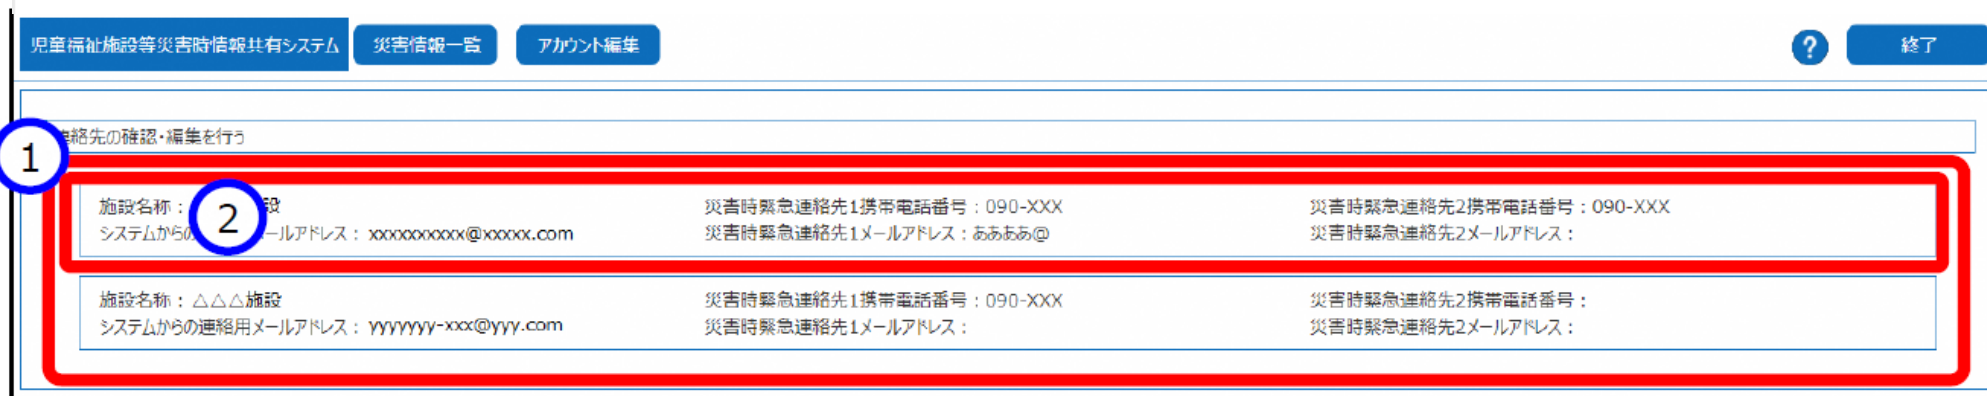 児童福祉施設等災害時情報共有システム 災害情報一覧 アカウント編集 ? 終了
絡先の確認・編集を行う
1
施設名称： 設 災害時緊急連絡先1携帯電話番号：090-XXX 災害時緊急連絡先2携帯電話番号：090-XXX
2
システムからの ールアドレス： xxxxxxxxxx@xxxxx.com 災害時緊急連絡先1メールアドレス：ああああ@ 災害時緊急連絡先2メールアドレス：
施設名称：△△△施設 災害時緊急連絡先1携帯電話番号：090-XXX 災害時緊急連絡先2携帯電話番号：
システムからの連絡用メールアドレス： yyyyyyy-xxx@yyy.com 災害時緊急連絡先1メールアドレス： 災害時緊急連絡先2メールアドレス：